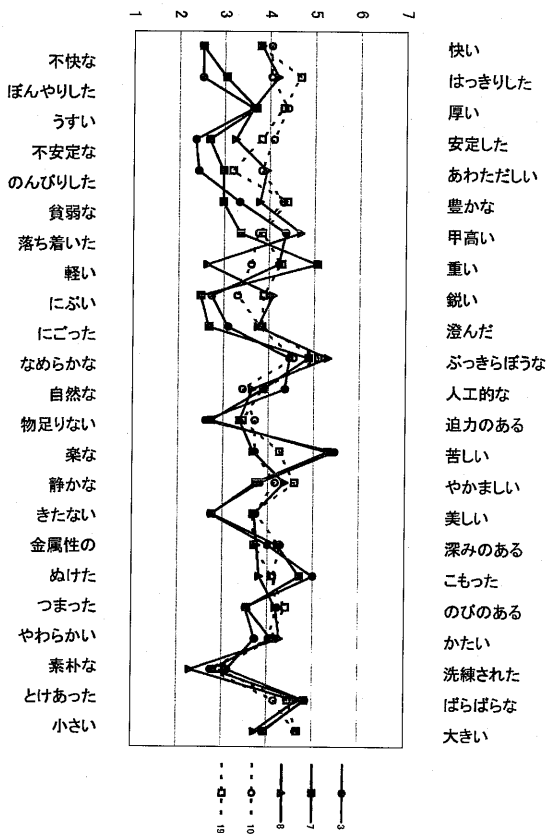 1 2 3 4 5 6 7
不快な 快い
ぼんやりした はっきりした
うすい 厚い
不安定な 安定した
のんびりした あわただしい
貧弱な 豊かな
落ち着いた 甲高い
軽い 重い
にぶい 鋭い
にごった 澄んだ
なめらかな ぶっきらぼうな
自然な 人工的な
物足りない 迫力のある
楽な 苦しい
静かな やかましい
きたない 美しい
金属性の 深みのある
ぬけた こもった
つまった のびのある
やわらかい かたい
素朴な 洗練された
とけあった ばらばらな
小さい 大きい
19 10 8 7 3